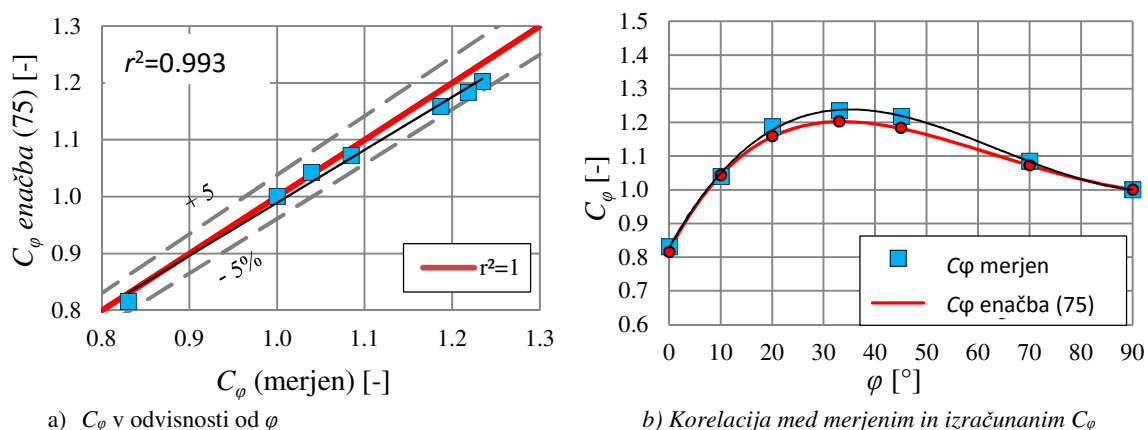 1.3
1.2
1.1
1.0
0.9
0.8
Cφ enačba (75) [-]
r²=0.993
+ 5
- 5%
r²=1
0.8 0.9 1.0 1.1 1.2 1.3
Cφ (merjen) [-]
a) Cφ v odvisnosti od φ
1.5
1.4
1.3
1.2
1.1
1.0
0.9
0.8
0.7
0.6
Cφ [-]
Cφ merjen
Cφ enačba (75)
0 10 20 30 40 50 60 70 80 90
φ [°]
b) Korelacija med merjenim in izračunanim Cφ